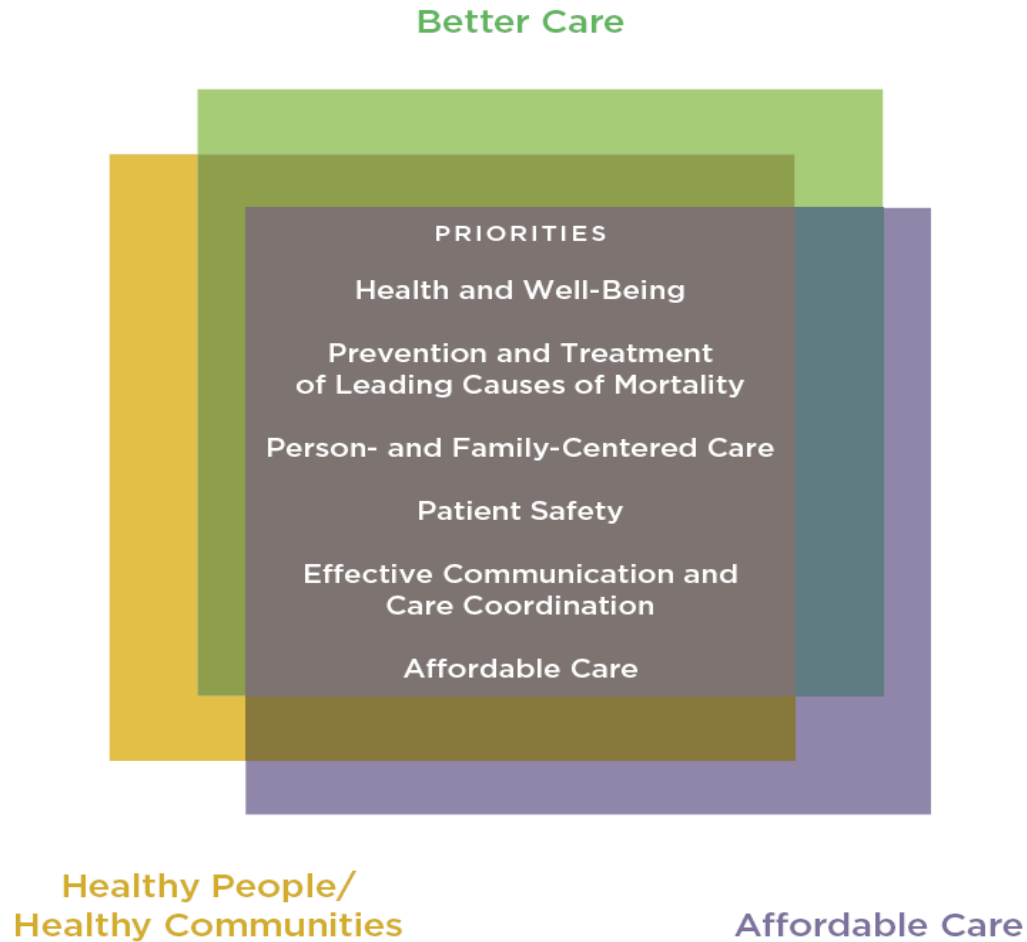 Better Care
PRIORITIES
Health and Well-Being
Prevention and Treatment
of Leading Causes of Mortality
Person- and Family-Centered Care
Patient Safety
Effective Communication and
Care Coordination
Affordable Care
Healthy People/
Healthy Communities
Affordable Care